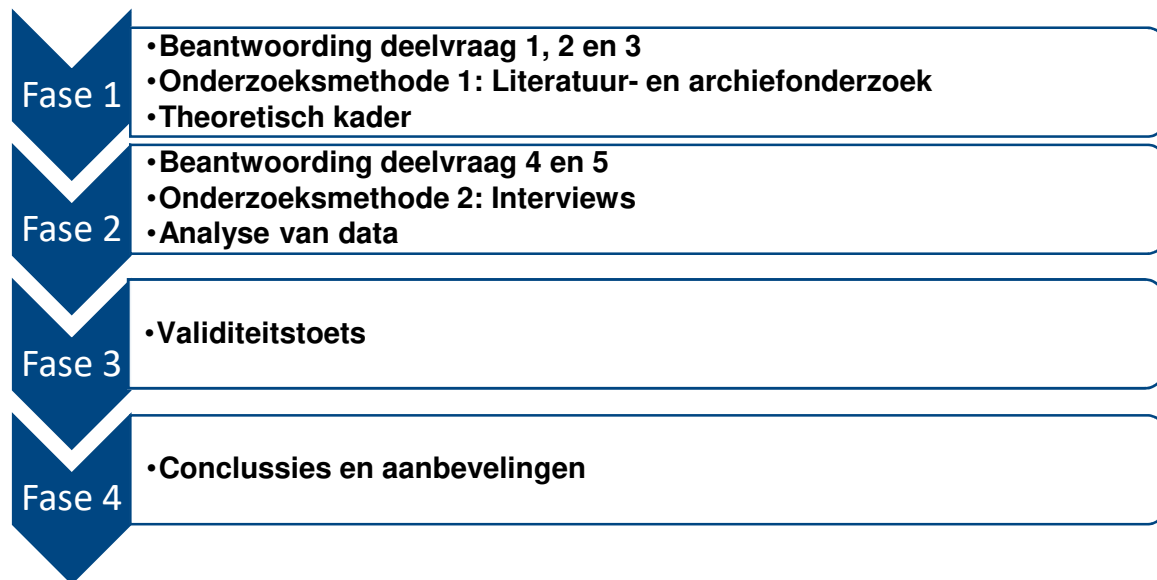 Fase 1
•Beantwoording deelvraag 1, 2 en 3
•Onderzoeksmethode 1: Literatuur- en archiefonderzoek
•Theoretisch kader
Fase 2
•Beantwoording deelvraag 4 en 5
•Onderzoeksmethode 2: Interviews
•Analyse van data
Fase 3
•Validiteitstoets
Fase 4
•Conclussies en aanbevelingen